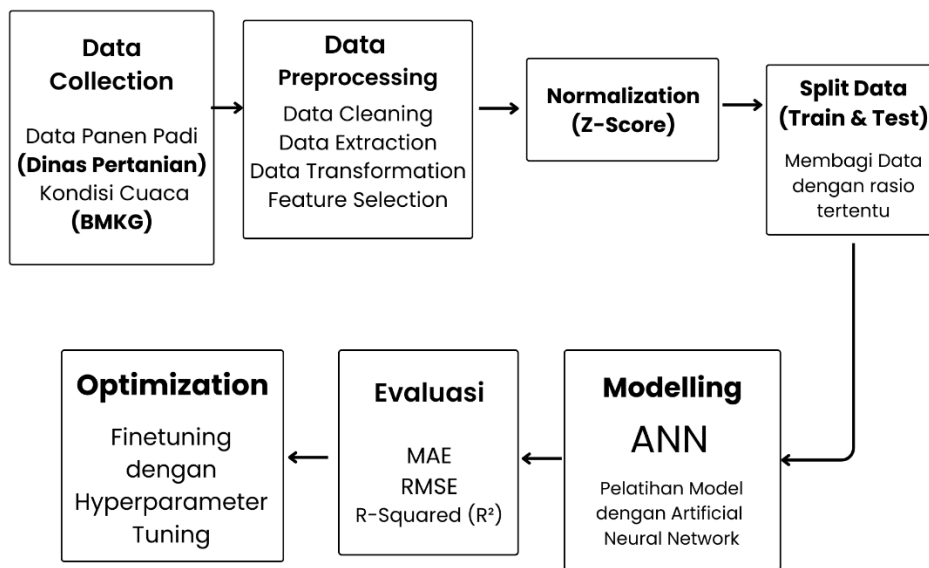 Data
Collection
Data Panen Padi
(Dinas Pertanian)
Kondisi Cuaca
(BMKG)
Data
Preprocessing
Data Cleaning
Data Extraction
Data Transformation
Feature Selection
Normalization
(Z-Score)
Split Data
(Train & Test)
Membagi Data
dengan rasio
tertentu
Modelling
ANN
Pelatihan Model
dengan Artificial
Neural Network
Evaluasi
MAE
RMSE
R-Squared (R²)
Optimization
Finetuning
dengan
Hyperparameter
Tuning